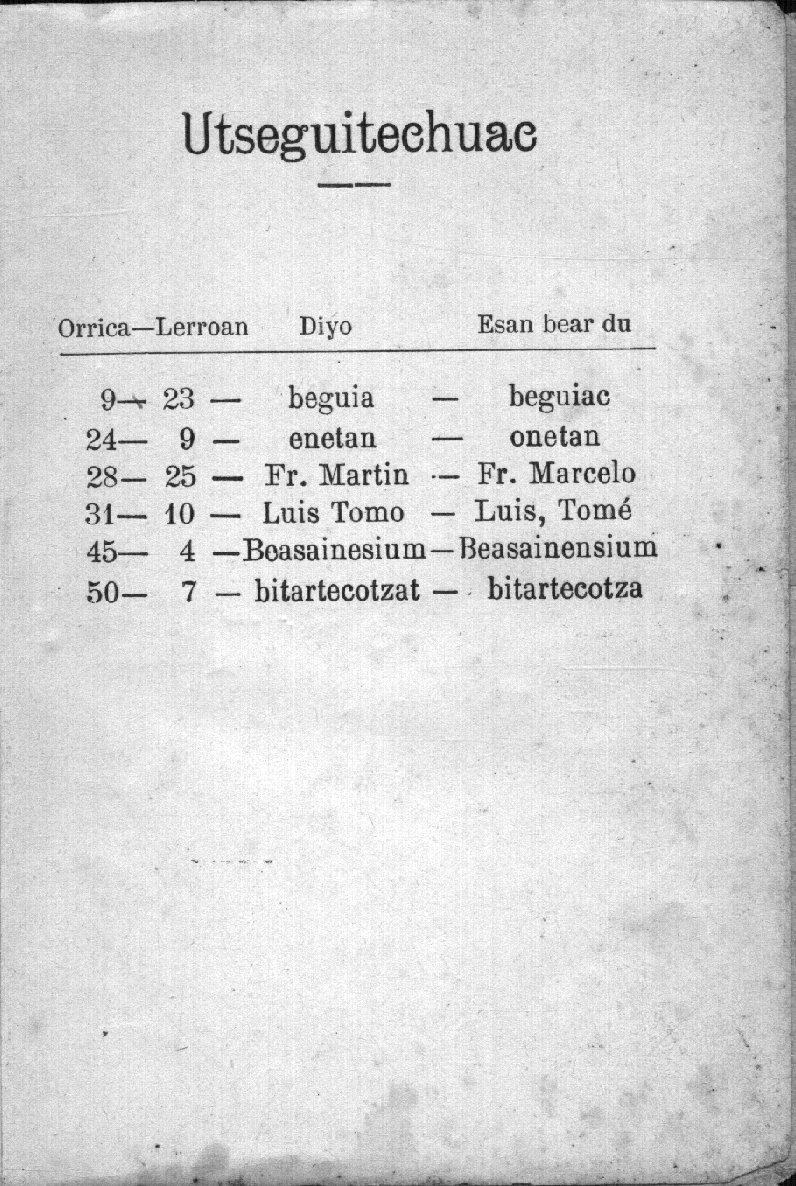 Utseguitechuac
Orrica—Lerroan Diyo Esan bear du
9— 23 — beguia — beguiac
24— 9 — enetan — onetan
28— 25 — Fr. Martin — Fr. Marcelo
31— 10 — Luis Tomo — Luis, Tomé
45— 4 —Beasainesium—Beasainensium
50— 7 — bitartecotzat — bitartecotza